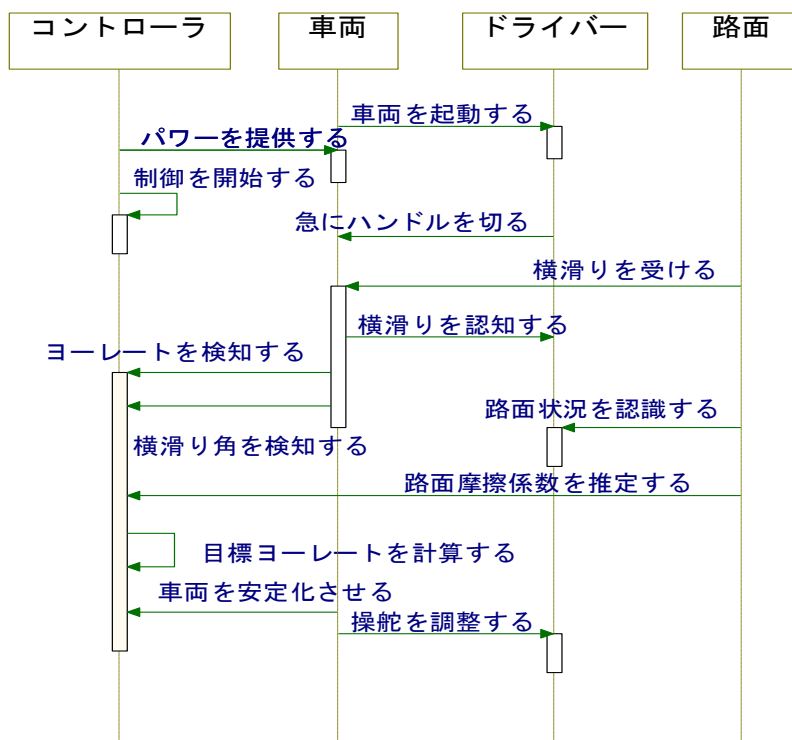 コントローラ
車両
ドライバー
路面
車両を起動する
パワーを提供する
制御を開始する
急にハンドルを切る
横滑りを受ける
横滑りを認知する
ヨーレートを検知する
路面状況を認識する
横滑り角を検知する
路面摩擦係数を推定する
目標ヨーレートを計算する
車両を安定化させる
操舵を調整する